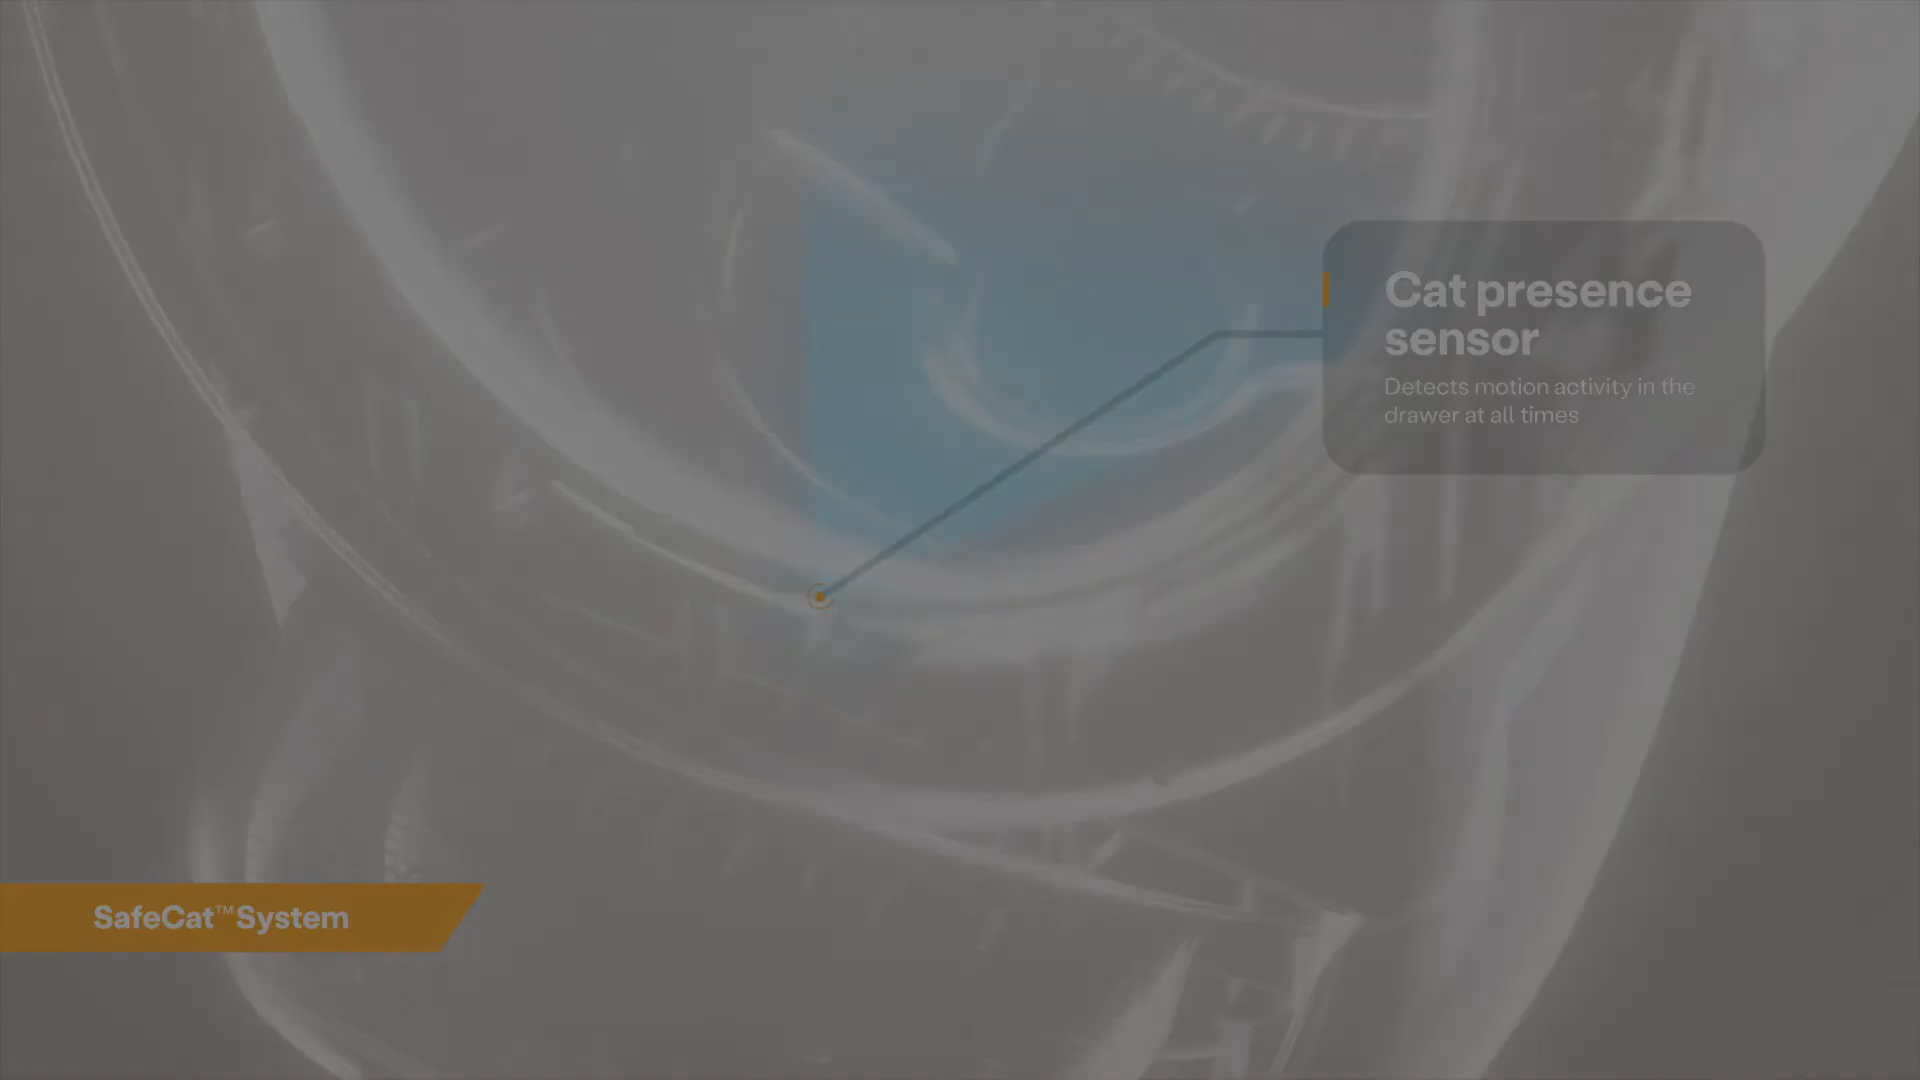 Cat presence
sensor
Detects motion activity in the
drawer at all times
SafeCat™ System